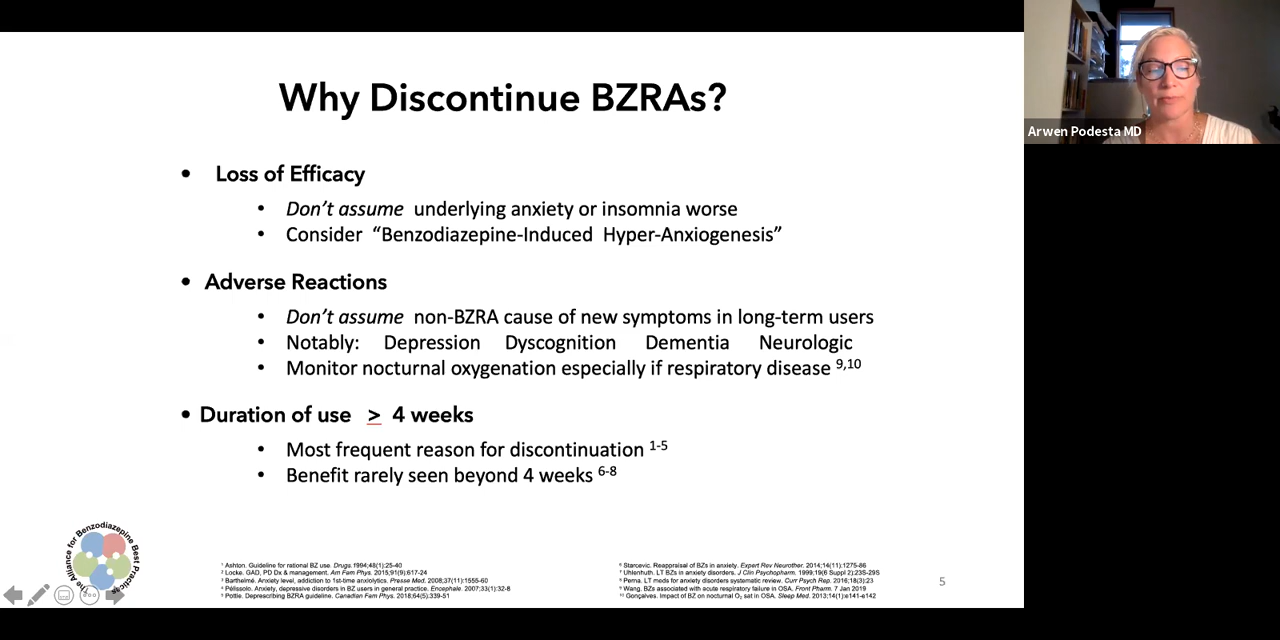 Why Discontinue BZRAs?
Arwen Podesta MD
• Loss of Efficacy
• Don't assume underlying anxiety or insomnia worse
• Consider "Benzodiazepine-Induced Hyper-Anxiogenesis"
• Adverse Reactions
• Don't assume non-BZRA cause of new symptoms in long-term users
• Notably: Depression Dyscognition Dementia Neurologic
• Monitor nocturnal oxygenation especially if respiratory disease 9,10
• Duration of use ≥ 4 weeks
• Most frequent reason for discontinuation 1-5
• Benefit rarely seen beyond 4 weeks 6-8
The Alliance for Benzodiazepine Best Practices
1 Ashton. Guideline for rational BZ use. Drugs.1994;48(1):25-40
2 Locke. GAD, PD Dx & management. Am Fam Phys. 2015;91(9):617-24
3 Barthelmé. Anxiety level, addiction to 1st-time anxiolytics. Presse Med. 2008;37(11):1555-60
4 Pélissolo. Anxiety, depressive disorders in BZ users in general practice. Encephale. 2007;33(1):32-8
5 Pottie. Deprescribing BZRA guideline. Canadian Fam Phys. 2018;64(5):339-51
6 Starcevic. Reappraisal of BZs in anxiety. Expert Rev Neurother. 2014;14(11):1275-86
7 Uhlenhuth. LT BZs in anxiety disorders. J Clin Psychopharm. 1999;19(6 Suppl 2):23S-29S
8 Perna. LT meds for anxiety disorders systematic review. Curr Psych Rep. 2016;18(3):23
9 Wang. BZs associated with acute respiratory failure in OSA. Front Pharm. 7 Jan 2019
10 Gonçalves. Impact of BZ on nocturnal O2 sat in OSA. Sleep Med. 2013;14(1):e141-e142
5